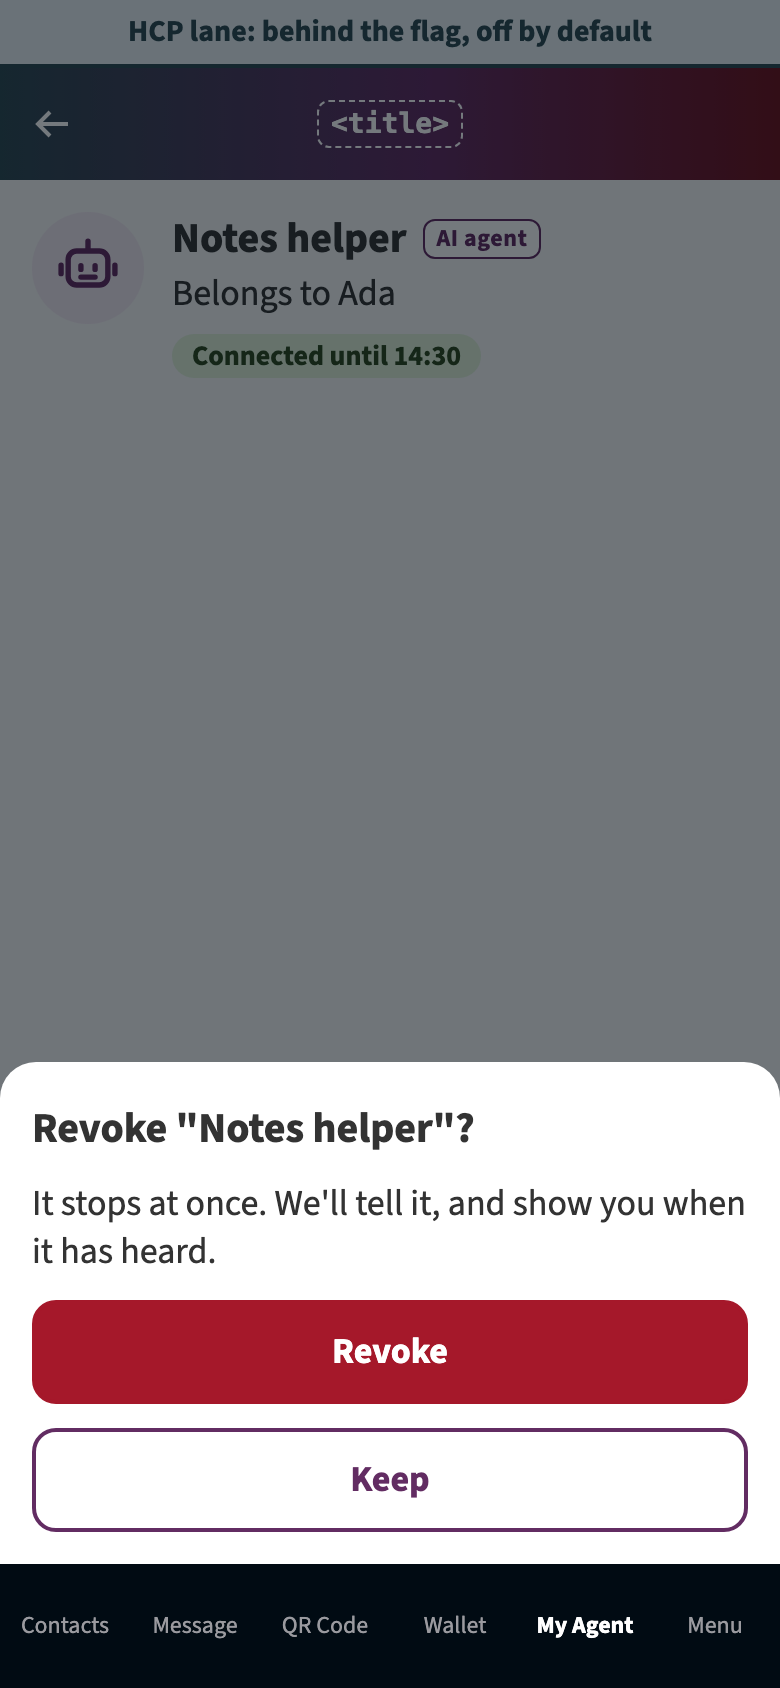 HCP lane: behind the flag, off by default
<title>
Notes helper
AI agent
Belongs to Ada
Connected until 14:30
Revoke "Notes helper"?
It stops at once. We'll tell it, and show you when
it has heard.
Revoke
Keep
Contacts
Message
QR Code
Wallet
My Agent
Menu